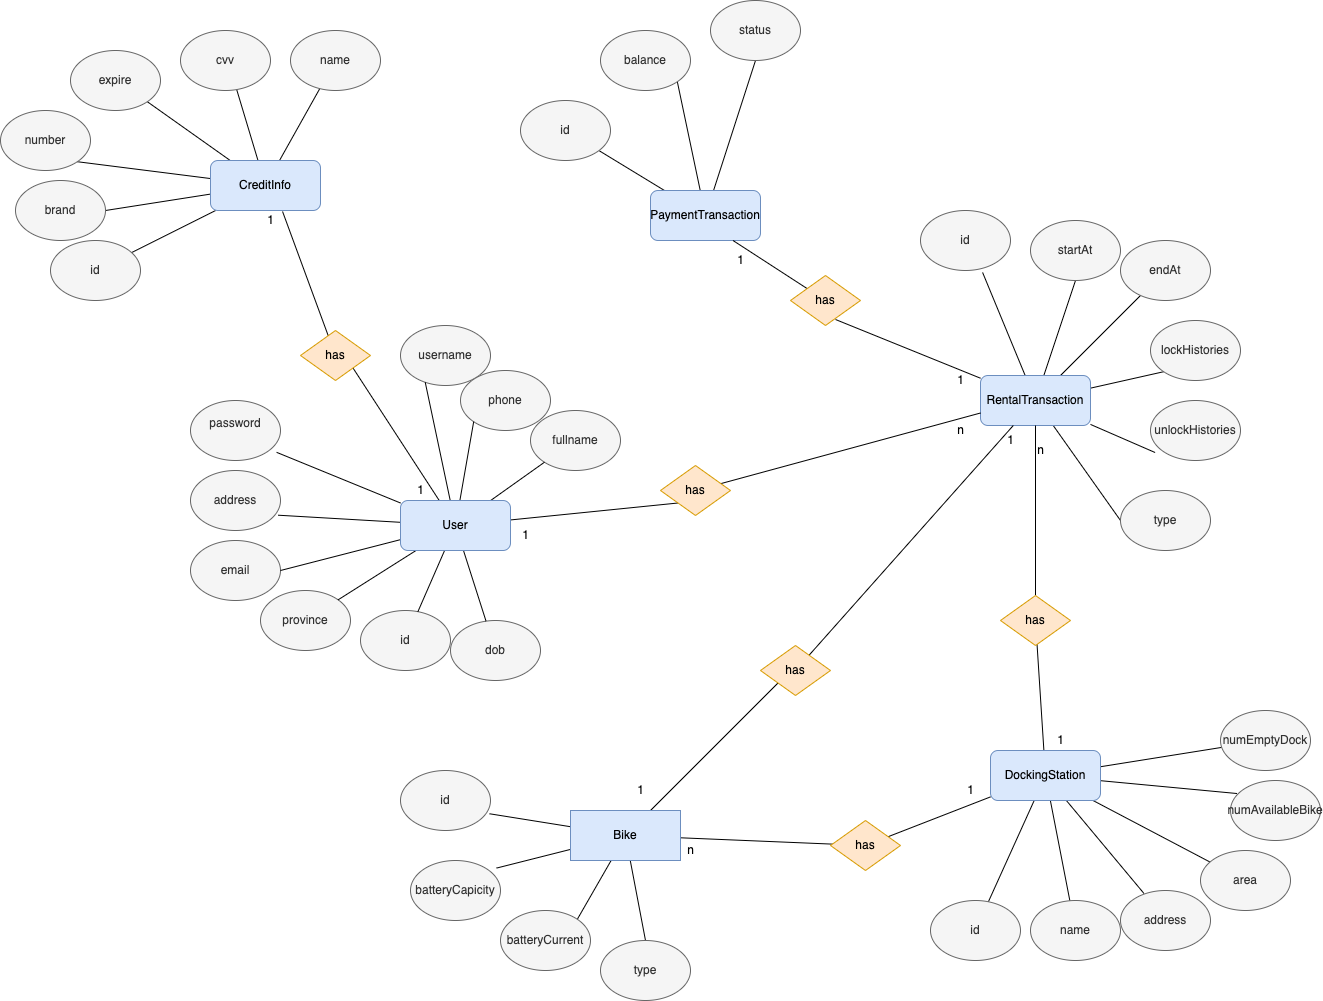 status
cvv
name
balance
expire
id
number
CreditInfo
brand
PaymentTransaction
1
id
id
startAt
endAt
1
has
has
username
lockHistories
1
phone
RentalTransaction
password
fullname
n
1
n
unlockHistories
1
has
address
User
1
type
email
province
id
dob
has
has
1
numEmptyDock
DockingStation
1
1
id
numAvailableBike
Bike
n
has
batteryCapicity
area
batteryCurrent
type
id
name
address